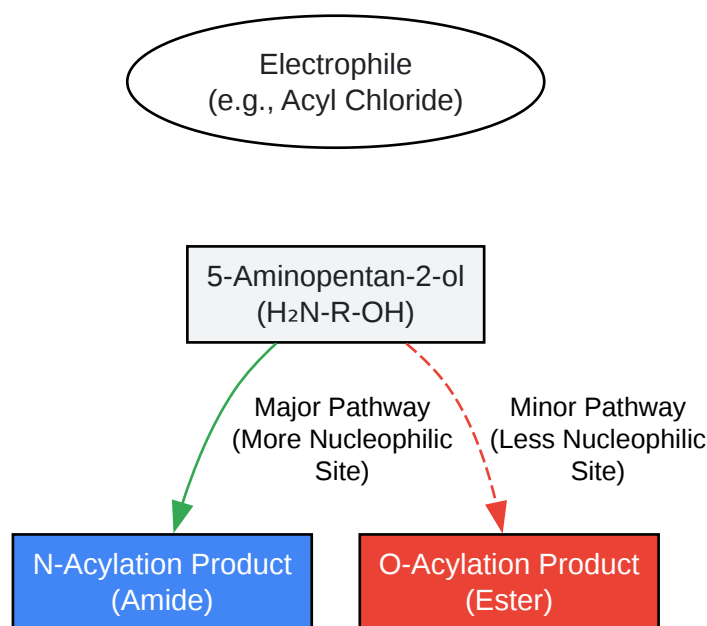 Electrophile
(e.g., Acyl Chloride)
5-Aminopentan-2-ol
(H₂N-R-OH)
Major Pathway
(More Nucleophilic
Site)
Minor Pathway
(Less Nucleophilic
Site)
N-Acylation Product
(Amide)
O-Acylation Product
(Ester)